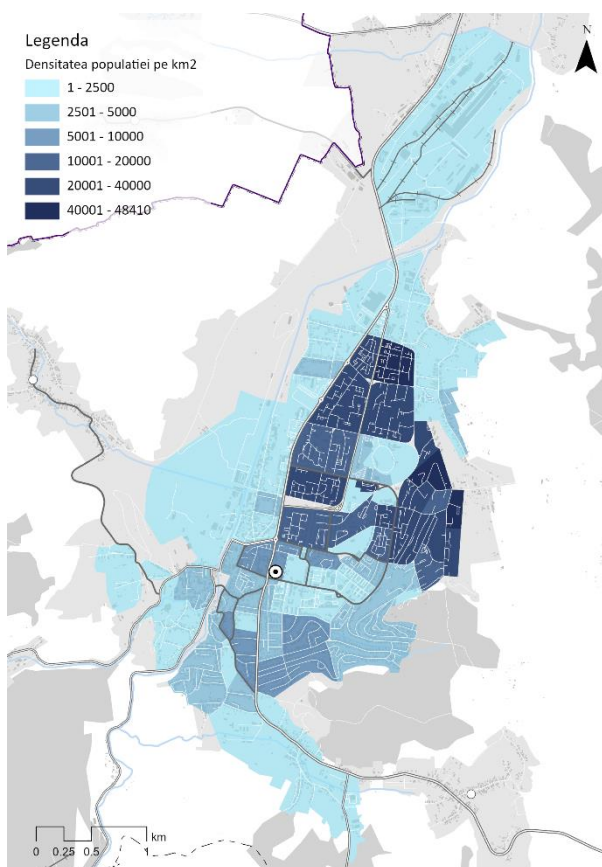 N
Legenda
Densitatea populatiei pe km2
1 - 2500
2501 - 5000
5001 - 10000
10001 - 20000
20001 - 40000
40001 - 48410
km
0 0.25 0.5 1